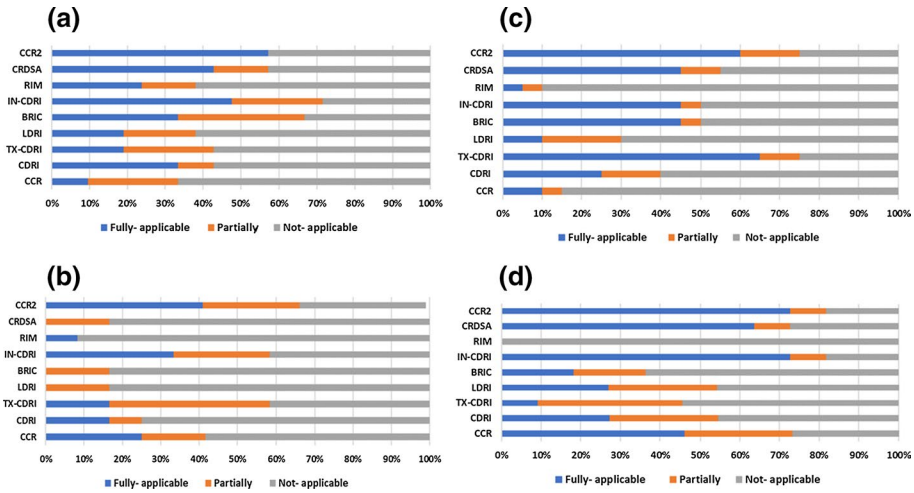 (a)
CCR2
CRDSA
RIM
IN-CDRI
BRIC
LDRI
TX-CDRI
CDRI
CCR
0% 10% 20% 30% 40% 50% 60% 70% 80% 90% 100%
Fully- applicable Partially Not- applicable
(c)
CCR2
CRDSA
RIM
IN-CDRI
BRIC
LDRI
TX-CDRI
CDRI
CCR
0% 10% 20% 30% 40% 50% 60% 70% 80% 90% 100%
Fully- applicable Partially Not- applicable
(b)
CCR2
CRDSA
RIM
IN-CDRI
BRIC
LDRI
TX-CDRI
CDRI
CCR
0% 10% 20% 30% 40% 50% 60% 70% 80% 90% 100%
Fully- applicable Partially Not- applicable
(d)
CCR2
CRDSA
RIM
IN-CDRI
BRIC
LDRI
TX-CDRI
CDRI
CCR
0% 10% 20% 30% 40% 50% 60% 70% 80% 90% 100%
Fully- applicable Partially Not- applicable